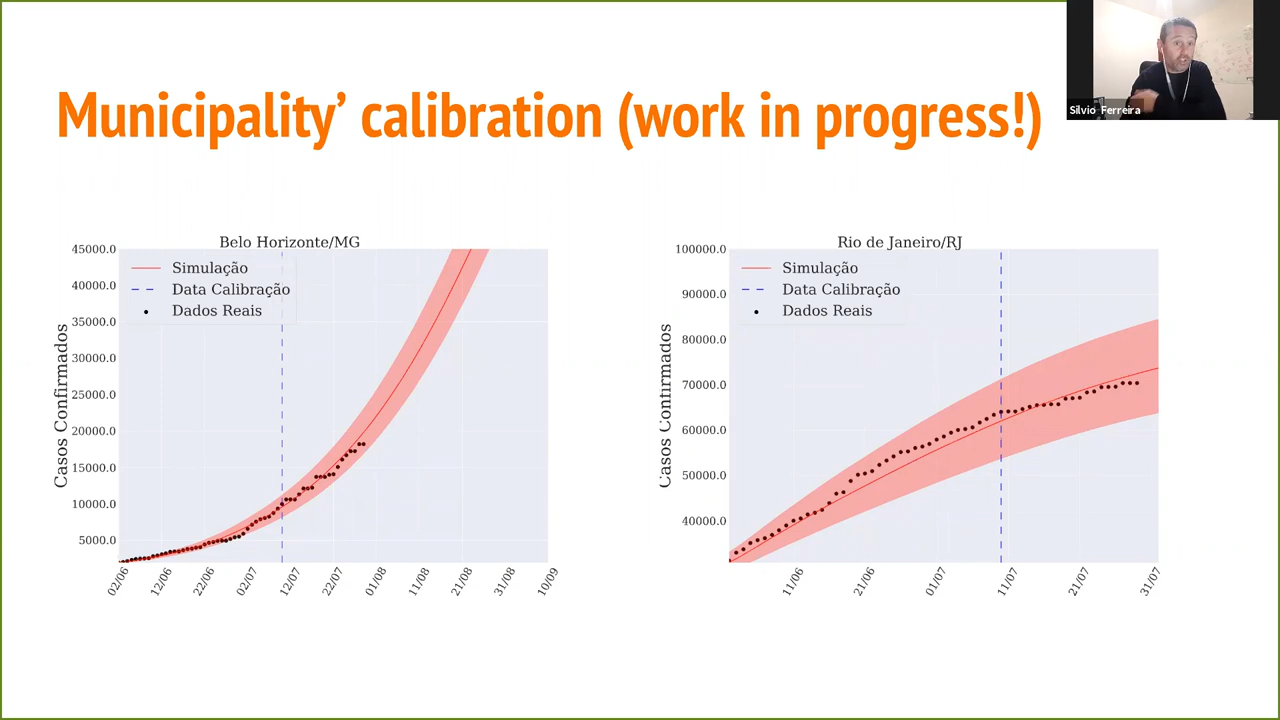 Municipality’ calibration (work in progress!)
Silvio Ferreira
Belo Horizonte/MG
Casos Confirmados
45000.0
40000.0
35000.0
30000.0
25000.0
20000.0
15000.0
10000.0
5000.0
Simulação
Data Calibração
Dados Reais
02/06
12/06
22/06
02/07
12/07
22/07
01/08
11/08
21/08
31/08
10/09
Rio de Janeiro/RJ
Casos Confirmados
100000.0
90000.0
80000.0
70000.0
60000.0
50000.0
40000.0
Simulação
Data Calibração
Dados Reais
11/06
21/06
01/07
11/07
21/07
31/07